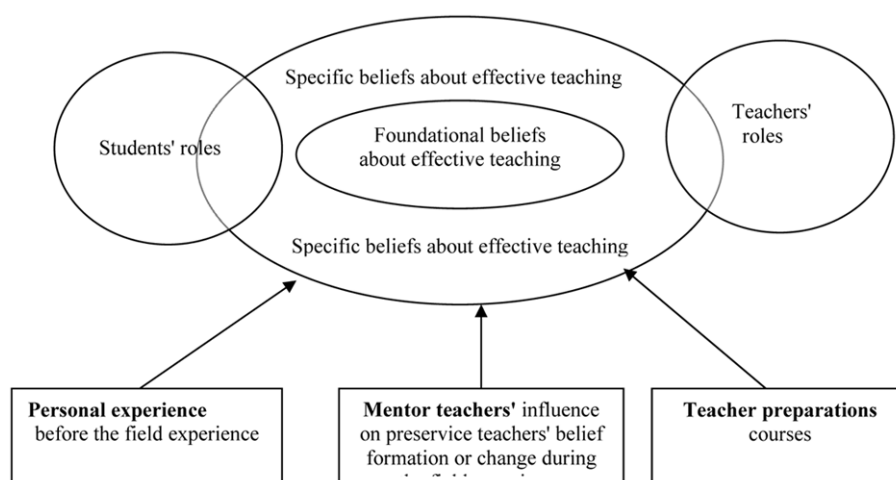 Specific beliefs about effective teaching
Students' roles
Foundational beliefs
about effective teaching
Teachers'
roles
Specific beliefs about effective teaching
Personal experience
before the field experience
Mentor teachers' influence
on preservice teachers' belief
formation or change during
Teacher preparations
courses